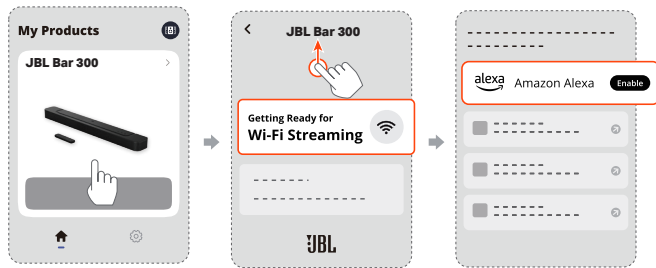 My Products
JBL Bar 300
JBL Bar 300
Getting Ready for
Wi-Fi Streaming
JBL
alexa
Amazon Alexa
Enable